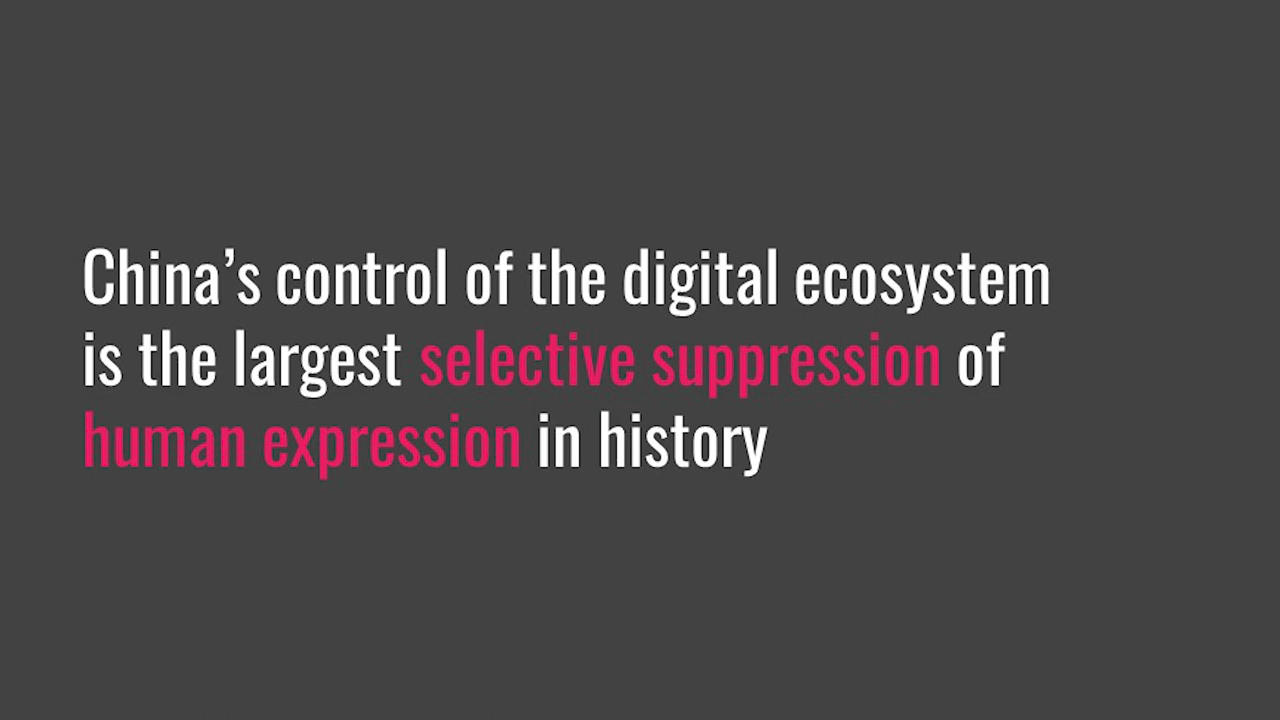 China’s control of the digital ecosystem
is the largest selective suppression of
human expression in history